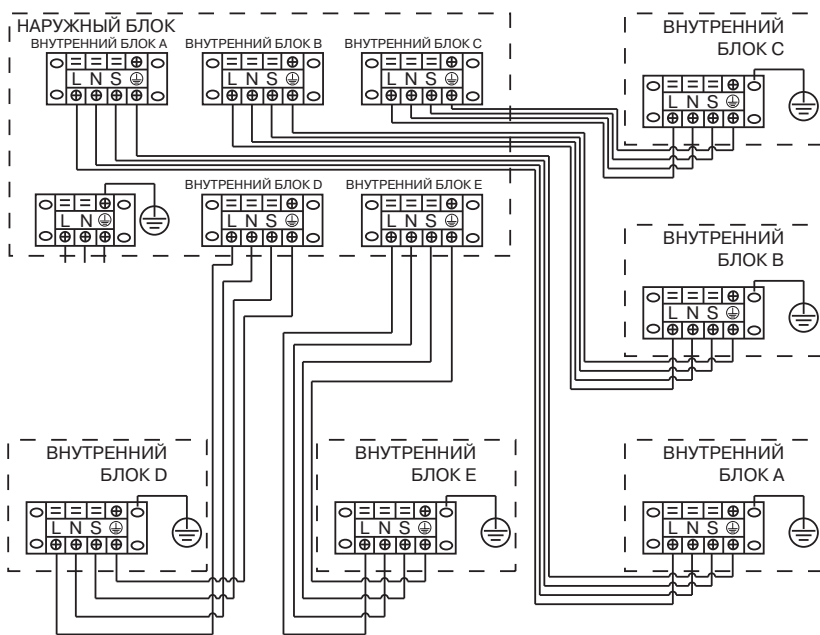 НАРУЖНЫЙ БЛОК
ВНУТРЕННИЙ БЛОК A
ВНУТРЕННИЙ БЛОК B
ВНУТРЕННИЙ БЛОК C
L N S
L N S
L N S
ВНУТРЕННИЙ
БЛОК C
L N S
ВНУТРЕННИЙ БЛОК D
ВНУТРЕННИЙ БЛОК E
L N
L N S
L N S
ВНУТРЕННИЙ
БЛОК B
L N S
ВНУТРЕННИЙ
БЛОК D
L N S
ВНУТРЕННИЙ
БЛОК E
L N S
ВНУТРЕННИЙ
БЛОК A
L N S